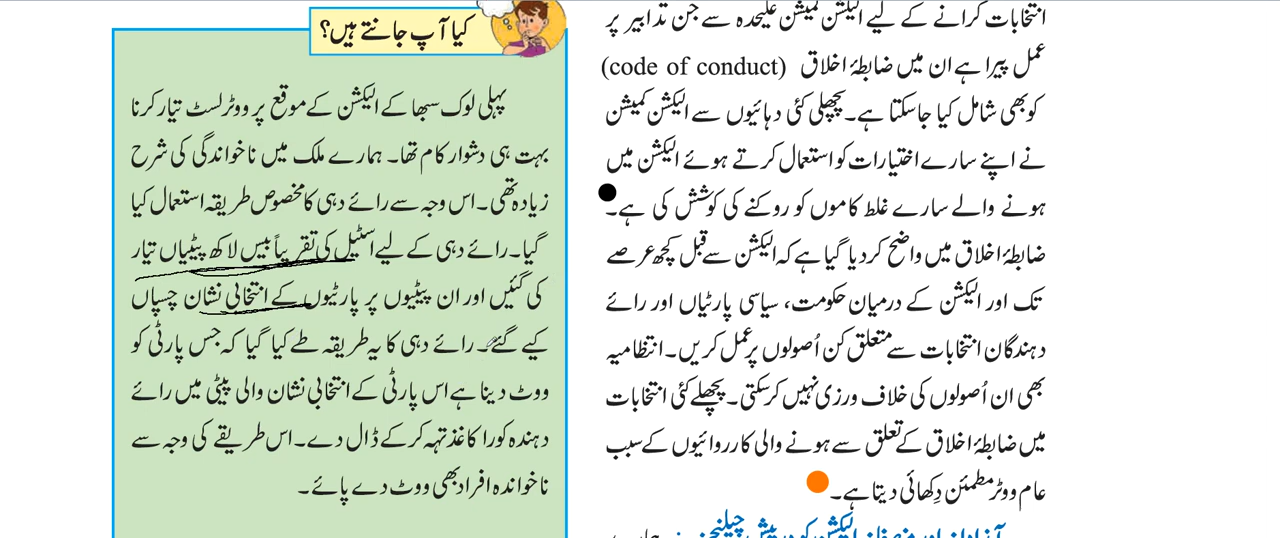 انتخابات کرانے کے لیے الیکشن کمیشن علیحدہ سے جن تدابیر پر
عمل پیرا ہے ان میں ضابطۂ اخلاق (code of conduct)
کو بھی شامل کیا جاسکتا ہے۔ پچھلی کئی دہائیوں سے الیکشن کمیشن
نے اپنے سارے اختیارات کو استعمال کرتے ہوئے الیکشن میں
ہونے والے سارے غلط کاموں کو روکنے کی کوشش کی ہے۔
ضابطۂ اخلاق میں واضح کردیا گیا ہے کہ الیکشن سے قبل کچھ عرصے
تک اور الیکشن کے درمیان حکومت، سیاسی پارٹیاں اور رائے
دہندگان انتخابات سے متعلق کن اُصولوں پر عمل کریں۔ انتظامیہ
بھی ان اُصولوں کی خلاف ورزی نہیں کرسکتی۔ پچھلے کئی انتخابات
میں ضابطۂ اخلاق کے تعلق سے ہونے والی کارروائیوں کے سبب
عام ووٹر مطمئن دِکھائی دیتا ہے۔
کیا آپ جانتے ہیں؟
پہلی لوک سبھا کے الیکشن کے موقع پر ووٹرلسٹ تیار کرنا
بہت ہی دشوار کام تھا۔ ہمارے ملک میں ناخواندگی کی شرح
زیادہ تھی۔ اس وجہ سے رائے دہی کا مخصوص طریقہ استعمال کیا
گیا۔ رائے دہی کے لیے اسٹیل کی تقریباً بیس لاکھ پیٹیاں تیار
کی گئیں اور ان پیٹیوں پر پارٹیوں کے انتخابی نشان چسپاں
کیے گئے۔ رائے دہی کا یہ طریقہ طے کیا گیا کہ جس پارٹی کو
ووٹ دینا ہے اس پارٹی کے انتخابی نشان والی پیٹی میں رائے
دہندہ کورا کاغذ تہہ کرکے ڈال دے۔ اس طریقے کی وجہ سے
ناخواندہ افراد بھی ووٹ دے پائے۔